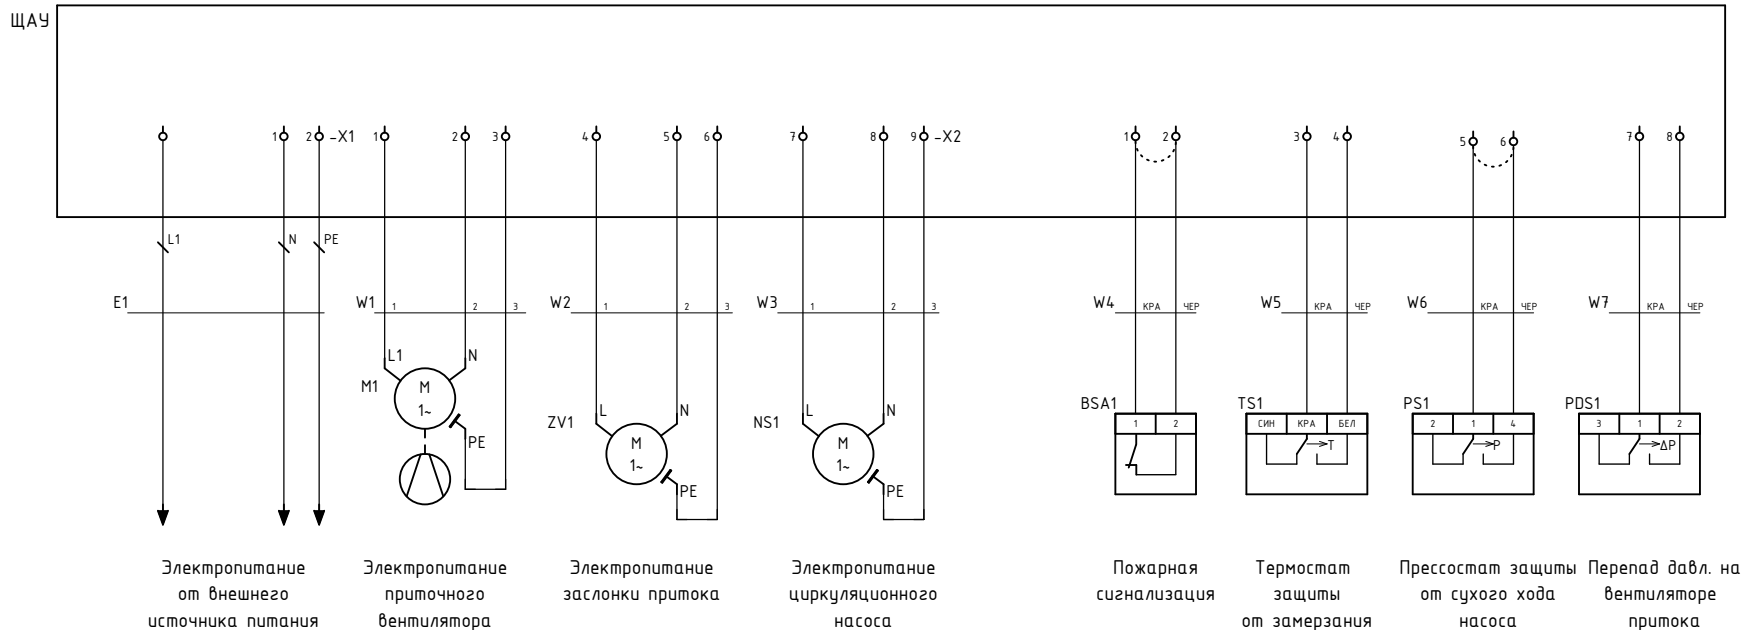 ЩАУ
1 2 -X1 1 2 3 4 5 6 7 8 9 -X2 1 2 3 4 5 6 7 8
L1 N PE
E1 W1 1 2 3 W2 1 2 3 W3 1 2 3 W4 КРА ЧЕР W5 КРА ЧЕР W6 КРА ЧЕР W7 КРА ЧЕР
L1 N
M1 M 1~
PE
BSA1 TS1 PS1 PDS1
L N L N
ZV1 M 1~ NS1 M 1~
1 2 СИН КРА БЕЛ 2 1 4 3 1 2
T P ΔP
PE PE
Электропитание
от внешнего
источника питания
Электропитание
приточного
вентилятора
Электропитание
заслонки притока
Электропитание
циркуляционного
насоса
Пожарная
сигнализация
Термостат
защиты
от замерзания
Прессостат защиты
от сухого хода
насоса
Перепад давл. на
вентиляторе
притока